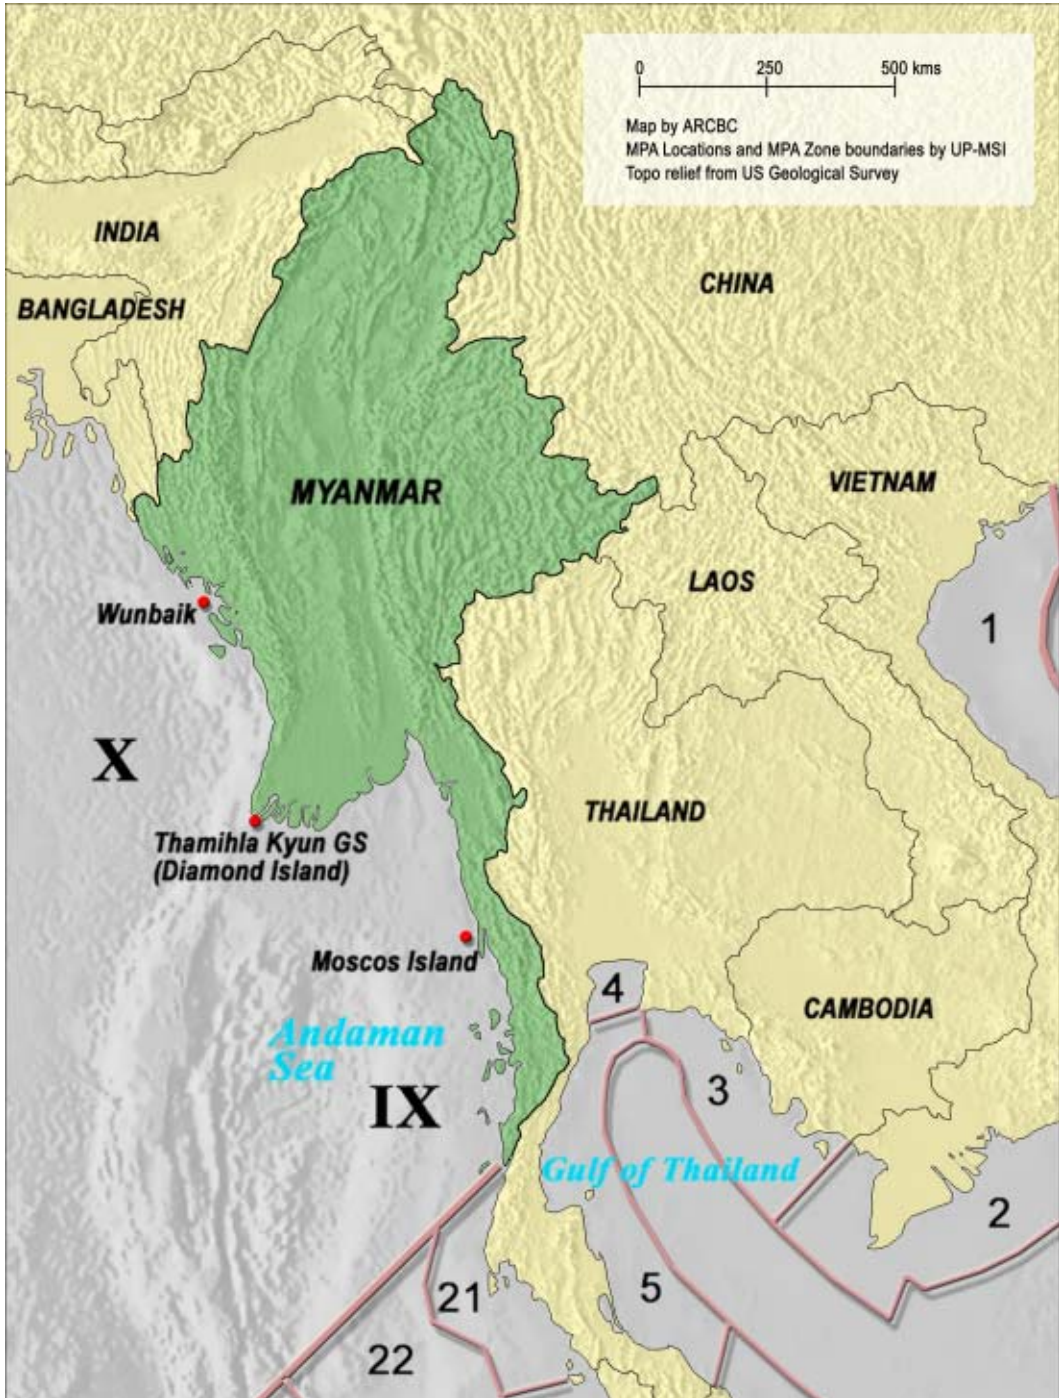 0 250 500 kms
Map by ARCBC
MPA Locations and MPA Zone boundaries by UP-MSI
Topo relief from US Geological Survey
INDIA
CHINA
BANGLADESH
MYANMAR
VIETNAM
LAOS
Wunbaik
1
X
THAILAND
Thamihla Kyun GS
(Diamond Island)
Moscos Island
4
CAMBODIA
Andaman
Sea
3
IX
Gulf of Thailand
2
5
21
22